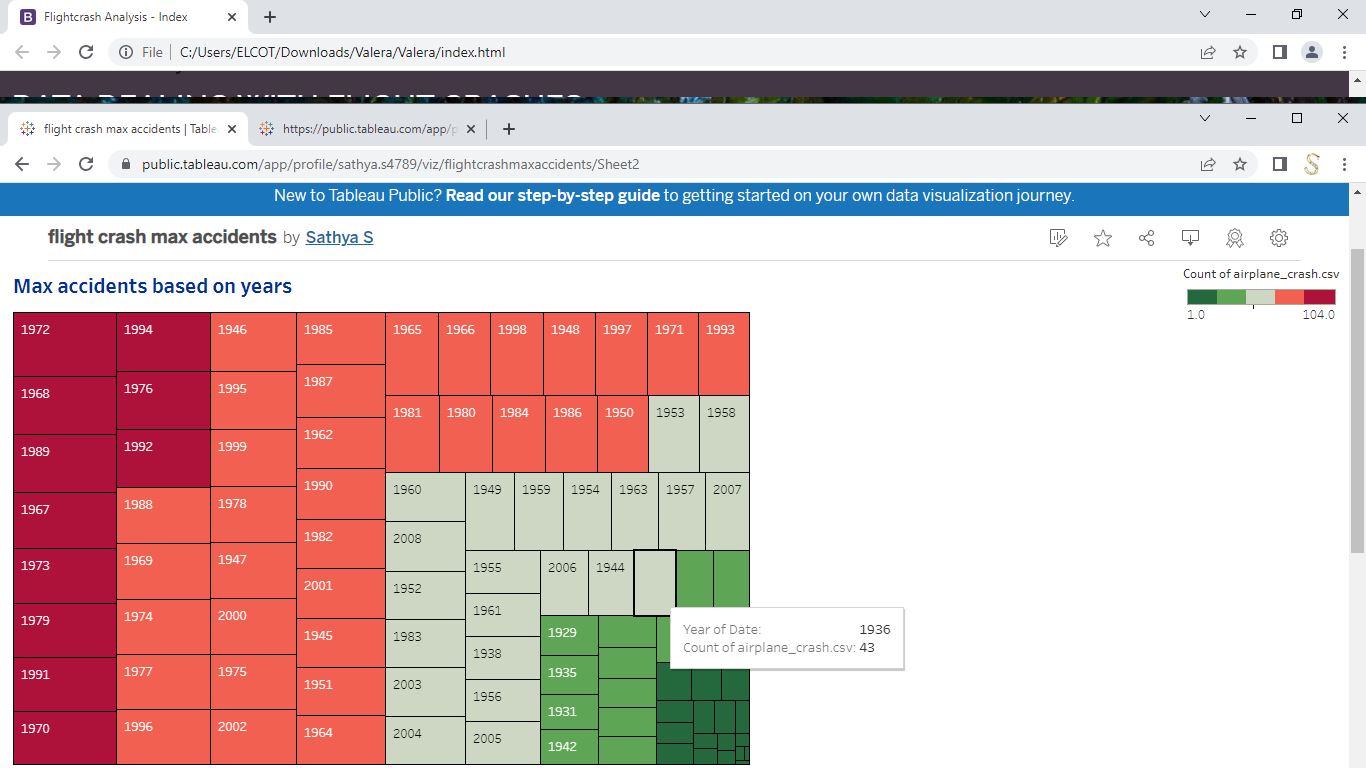 Flightcrash Analysis - Index
File C:/Users/ELCOT/Downloads/Valera/Valera/index.html
DATA DEALING WITH FLIGHT CRASHES
flight crash max accidents | Table
https://public.tableau.com/app/p
public.tableau.com/app/profile/sathya.s4789/viz/flightcrashmaxaccidents/Sheet2
New to Tableau Public? Read our step-by-step guide to getting started on your own data visualization journey.
flight crash max accidents by Sathya S
Count of airplane_crash.csv
1.0 104.0
Max accidents based on years
1972 1994 1946 1985 1965 1966 1998 1948 1997 1971 1993
1968 1976 1995 1987 1981 1980 1984 1986 1950 1953 1958
1989 1992 1999 1962
1967 1988 1978 1990 1960 1949 1959 1954 1963 1957 2007
1973 1969 1947 1982 2008 1955 2006 1944
1979 1974 2000 2001 1952 1961
1991 1977 1975 1945 1983 1938 1929
1970 1996 2002 1951 2003 1956 1935
1964 2004 2005 1931
1942
Year of Date: 1936
Count of airplane_crash.csv: 43